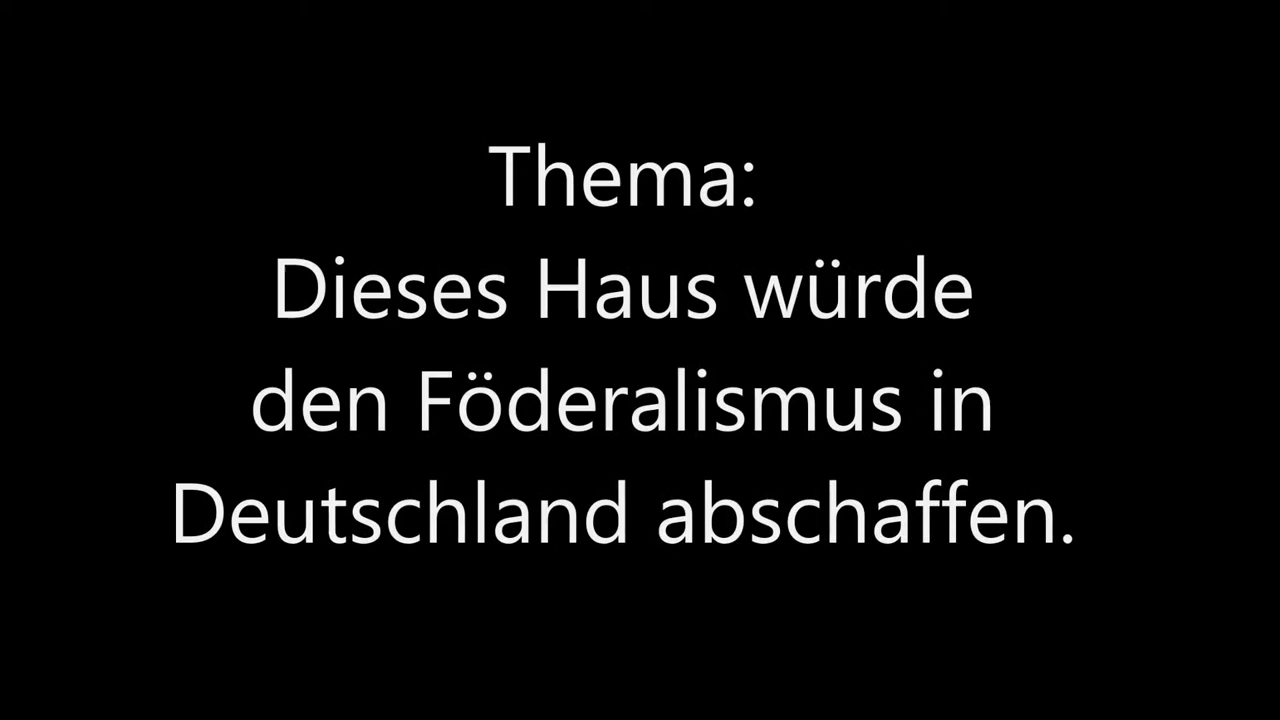 Thema:
Dieses Haus würde
den Föderalismus in
Deutschland abschaffen.